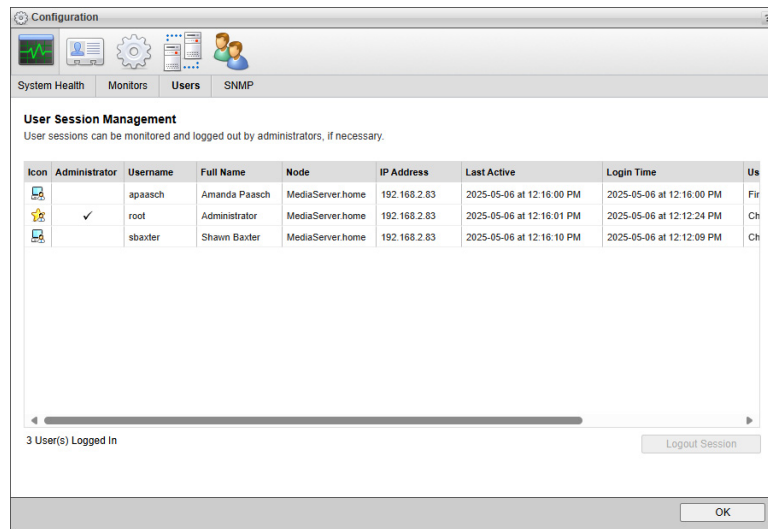 Configuration
System Health Monitors Users SNMP
User Session Management
User sessions can be monitored and logged out by administrators, if necessary.
Icon Administrator Username Full Name Node IP Address Last Active Login Time Us
apaasch Amanda Paasch MediaServer.home 192.168.2.83 2025-05-06 at 12:16:00 PM 2025-05-06 at 12:16:00 PM Fir
✓ root Administrator MediaServer.home 192.168.2.83 2025-05-06 at 12:16:01 PM 2025-05-06 at 12:12:24 PM Ch
sbaxter Shawn Baxter MediaServer.home 192.168.2.83 2025-05-06 at 12:16:10 PM 2025-05-06 at 12:12:09 PM Ch
3 User(s) Logged In
Logout Session
OK